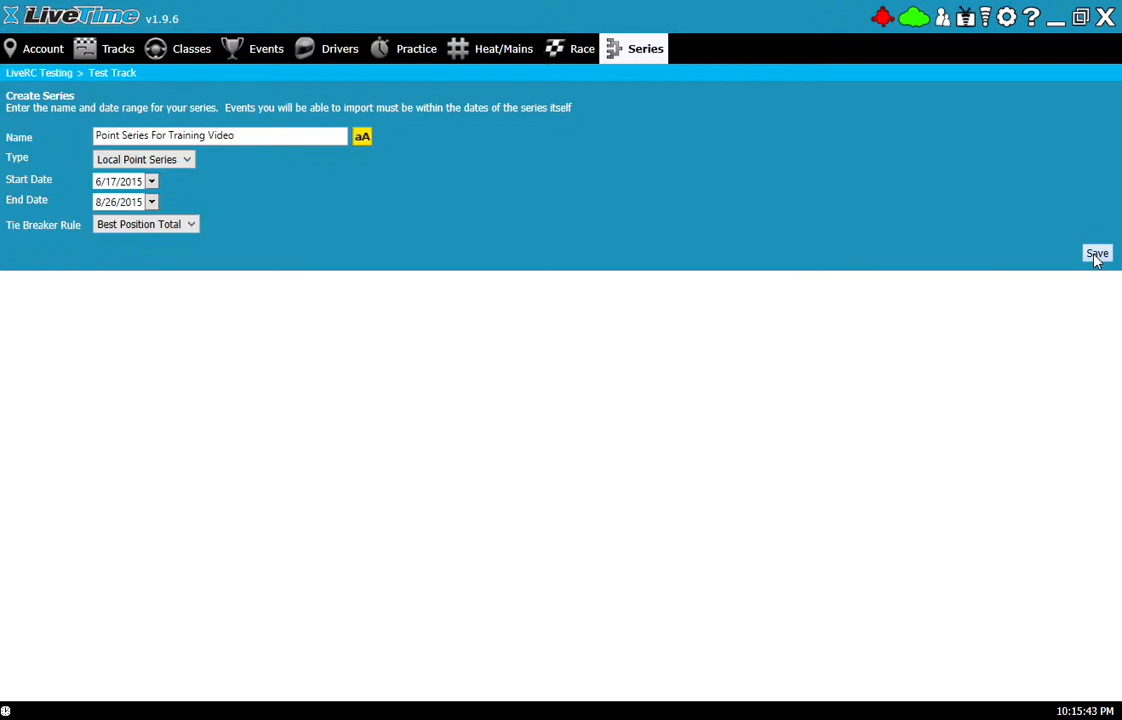 LiveTime v1.9.6
Account Tracks Classes Events Drivers Practice Heat/Mains Race Series
LiveRC Testing > Test Track
Create Series
Enter the name and date range for your series. Events you will be able to import must be within the dates of the series itself
Name Point Series For Training Video aA
Type Local Point Series
Start Date 6/17/2015
End Date 8/26/2015
Tie Breaker Rule Best Position Total
Save
10:15:43 PM